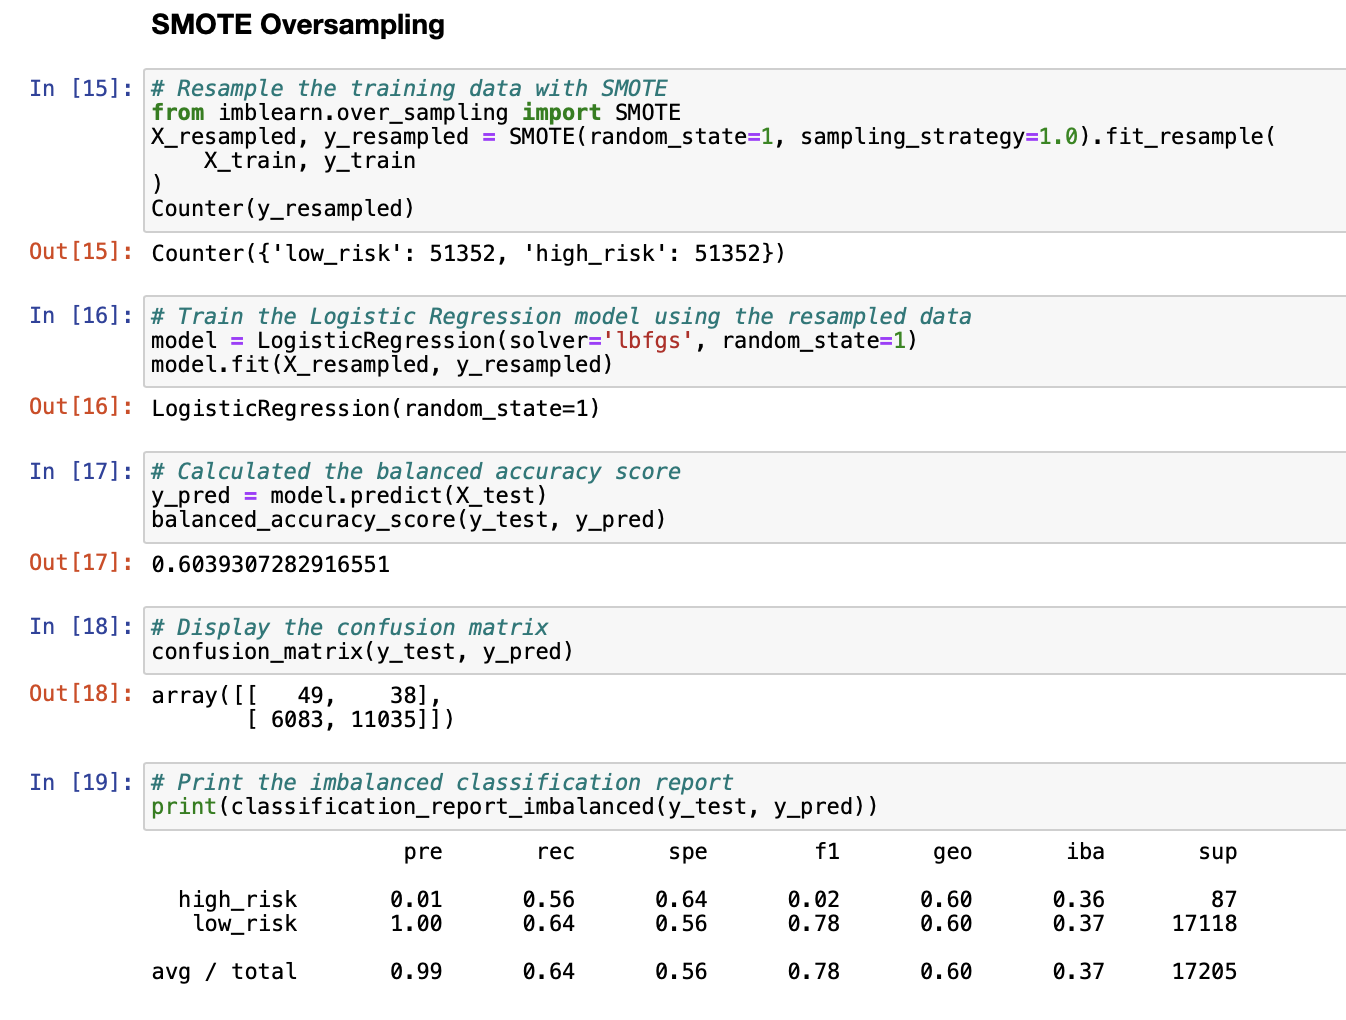 SMOTE Oversampling
In [15]: # Resample the training data with SMOTE
from imblearn.over_sampling import SMOTE
X_resampled, y_resampled = SMOTE(random_state=1, sampling_strategy=1.0).fit_resample(
    X_train, y_train
)
Counter(y_resampled)
Out[15]: Counter({'low_risk': 51352, 'high_risk': 51352})
In [16]: # Train the Logistic Regression model using the resampled data
model = LogisticRegression(solver='lbfgs', random_state=1)
model.fit(X_resampled, y_resampled)
Out[16]: LogisticRegression(random_state=1)
In [17]: # Calculated the balanced accuracy score
y_pred = model.predict(X_test)
balanced_accuracy_score(y_test, y_pred)
Out[17]: 0.6039307282916551
In [18]: # Display the confusion matrix
confusion_matrix(y_test, y_pred)
Out[18]: array([[   49,    38],
       [ 6083, 11035]])
In [19]: # Print the imbalanced classification report
print(classification_report_imbalanced(y_test, y_pred))
pre rec spe f1 geo iba sup
high_risk 0.01 0.56 0.64 0.02 0.60 0.36 87
low_risk 1.00 0.64 0.56 0.78 0.60 0.37 17118
avg / total 0.99 0.64 0.56 0.78 0.60 0.37 17205